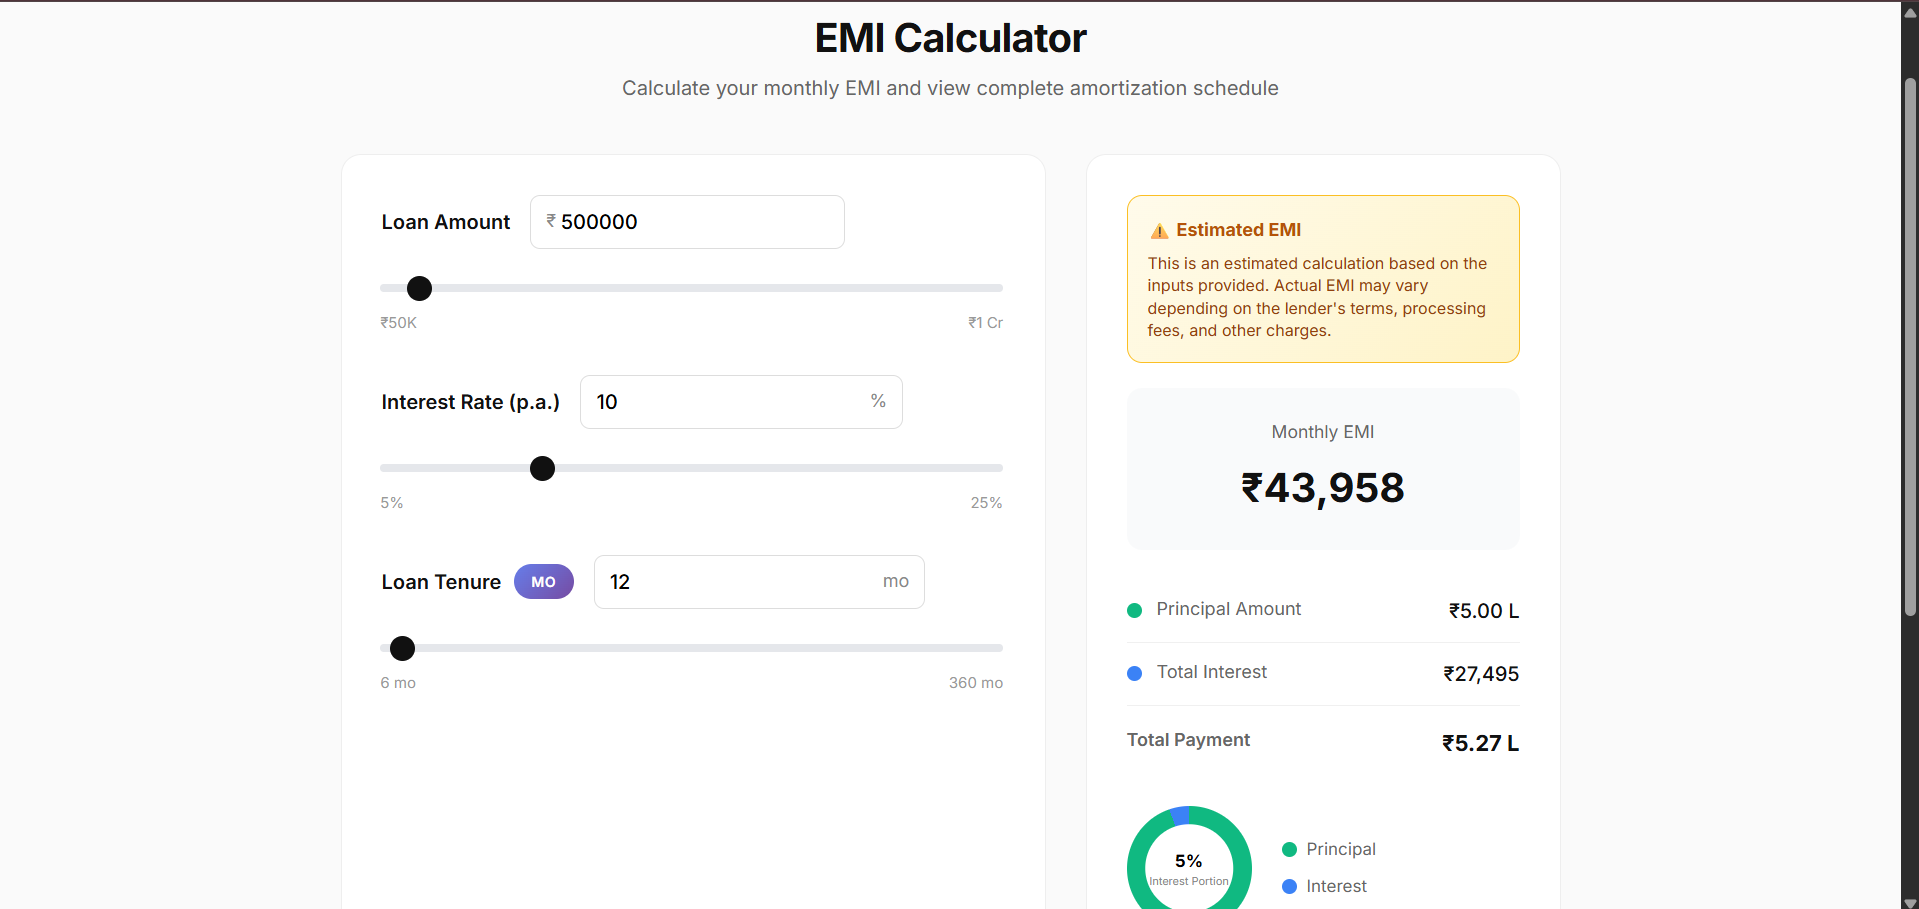 EMI Calculator
Calculate your monthly EMI and view complete amortization schedule
Loan Amount
₹ 500000
₹50K
₹1 Cr
Interest Rate (p.a.)
10
%
5%
25%
Loan Tenure
MO
12
mo
6 mo
360 mo
⚠️ Estimated EMI
This is an estimated calculation based on the
inputs provided. Actual EMI may vary
depending on the lender's terms, processing
fees, and other charges.
Monthly EMI
₹43,958
Principal Amount
₹5.00 L
Total Interest
₹27,495
Total Payment
₹5.27 L
5%
Interest Portion
Principal
Interest